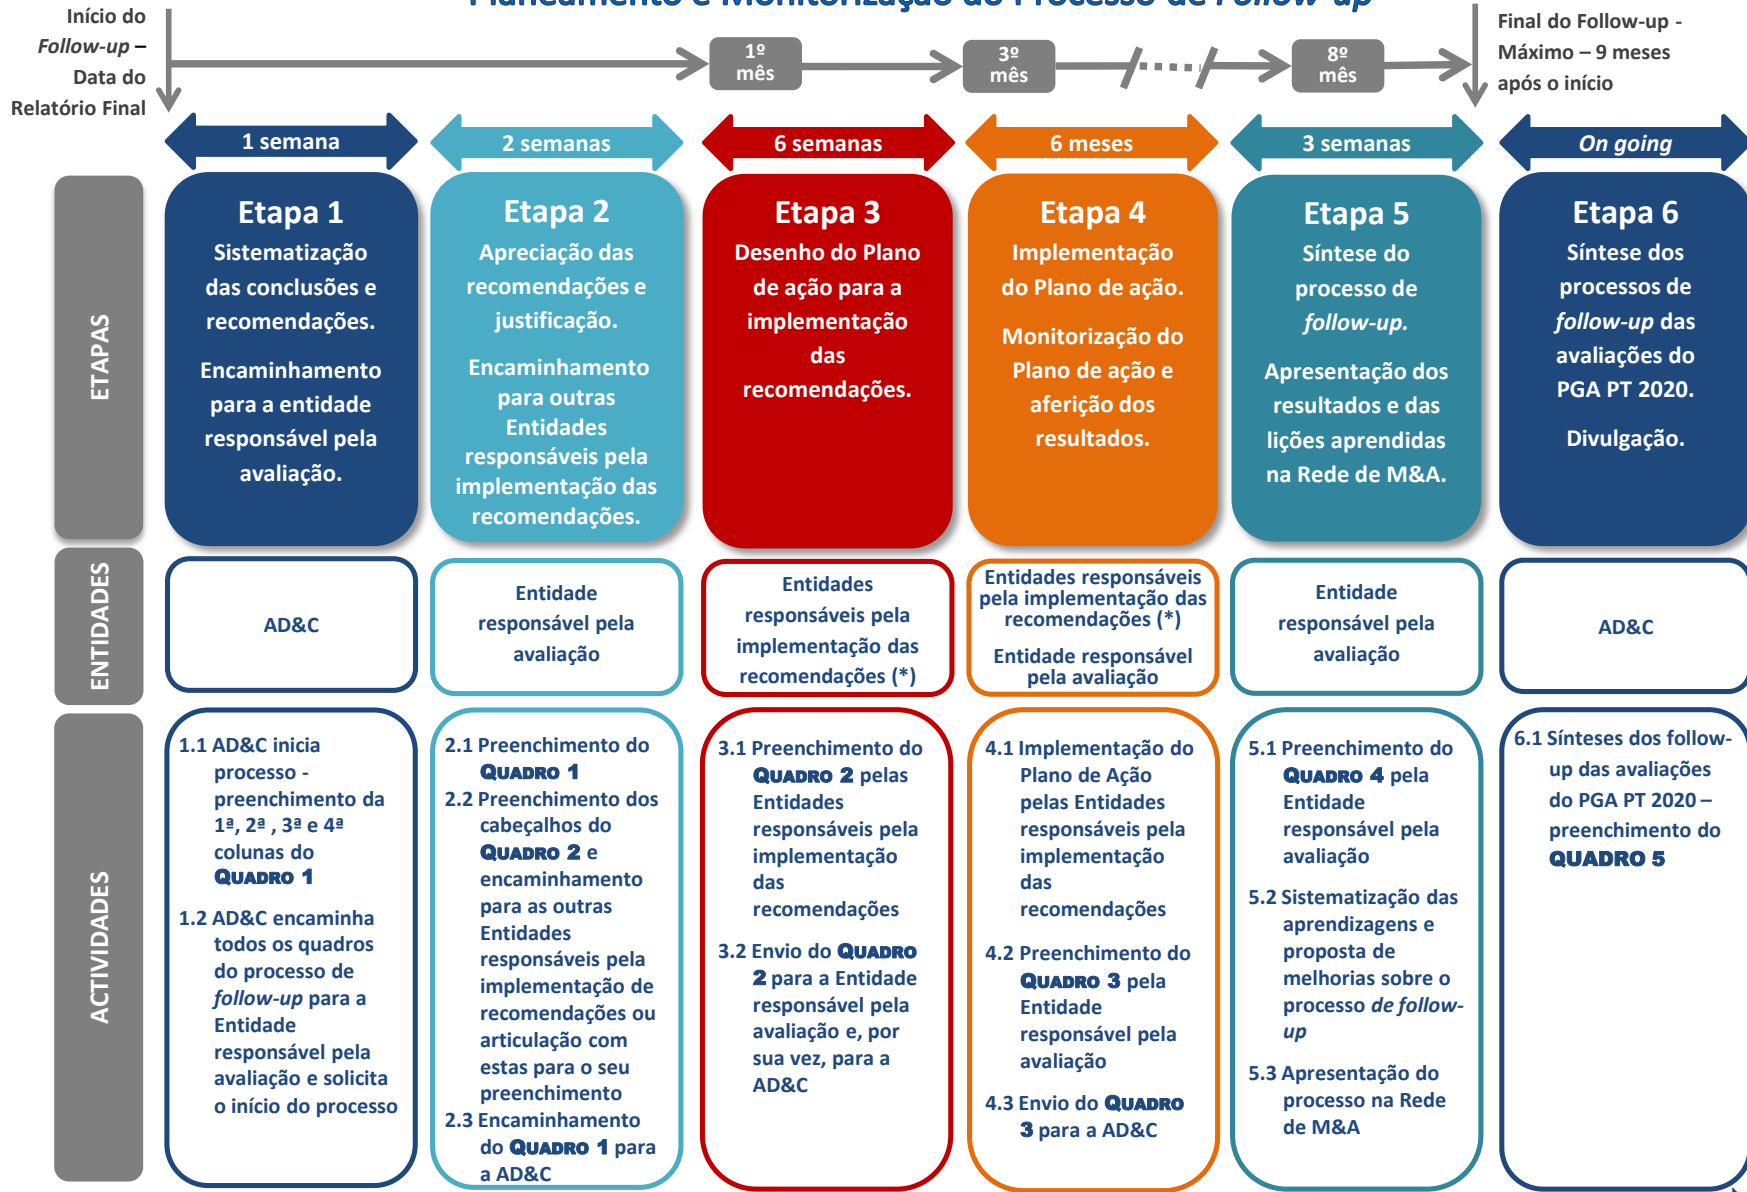 Planeamento e Monitorização do Processo de Follow-up
Início do
Follow-up –
Data do
Relatório Final
1º
mês
3º
mês
8º
mês
Final do Follow-up -
Máximo – 9 meses
após o início
1 semana
2 semanas
6 semanas
6 meses
3 semanas
On going
ETAPAS
Etapa 1
Sistematização
das conclusões e
recomendações.
Encaminhamento
para a entidade
responsável pela
avaliação.
Etapa 2
Apreciação das
recomendações e
justificação.
Encaminhamento
para outras
Entidades
responsáveis pela
implementação das
recomendações.
Etapa 3
Desenho do Plano
de ação para a
implementação
das
recomendações.
Etapa 4
Implementação
do Plano de ação.
Monitorização do
Plano de ação e
aferição dos
resultados.
Etapa 5
Síntese do
processo de
follow-up.
Apresentação dos
resultados e das
lições aprendidas
na Rede de M&A.
Etapa 6
Síntese dos
processos de
follow-up das
avaliações do
PGA PT 2020.
Divulgação.
ENTIDADES
AD&C
Entidade
responsável pela
avaliação
Entidades
responsáveis pela
implementação das
recomendações (*)
Entidades responsáveis
pela implementação das
recomendações (*)
Entidade responsável
pela avaliação
Entidade
responsável pela
avaliação
AD&C
ACTIVIDADES
1.1 AD&C inicia
processo -
preenchimento da
1ª, 2ª , 3ª e 4ª
colunas do
QUADRO 1
1.2 AD&C encaminha
todos os quadros
do processo de
follow-up para a
Entidade
responsável pela
avaliação e solicita
o início do processo
2.1 Preenchimento do
QUADRO 1
2.2 Preenchimento dos
cabeçalhos do
QUADRO 2 e
encaminhamento
para as outras
Entidades
responsáveis pela
implementação de
recomendações ou
articulação com
estas para o seu
preenchimento
2.3 Encaminhamento
do QUADRO 1 para
a AD&C
3.1 Preenchimento do
QUADRO 2 pelas
Entidades
responsáveis pela
implementação
das
recomendações
3.2 Envio do QUADRO
2 para a Entidade
responsável pela
avaliação e, por
sua vez, para a
AD&C
4.1 Implementação do
Plano de Ação
pelas Entidades
responsáveis pela
implementação
das
recomendações
4.2 Preenchimento do
QUADRO 3 pela
Entidade
responsável pela
avaliação
4.3 Envio do QUADRO
3 para a AD&C
5.1 Preenchimento do
QUADRO 4 pela
Entidade
responsável pela
avaliação
5.2 Sistematização das
aprendizagens e
proposta de
melhorias sobre o
processo de follow-
up
5.3 Apresentação do
processo na Rede
de M&A
6.1 Sínteses dos follow-
up das avaliações
do PGA PT 2020 –
preenchimento do
QUADRO 5